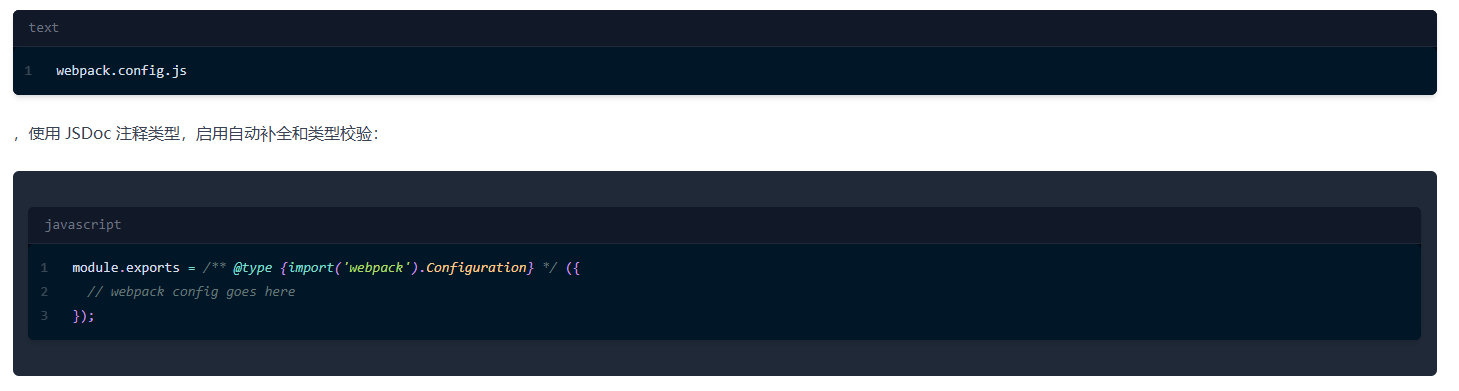 text
1 webpack.config.js
，使用 JSDoc 注释类型，启用自动补全和类型校验：
javascript
1 module.exports = /** @type {import('webpack').Configuration} */ ({
2   // webpack config goes here
3 });